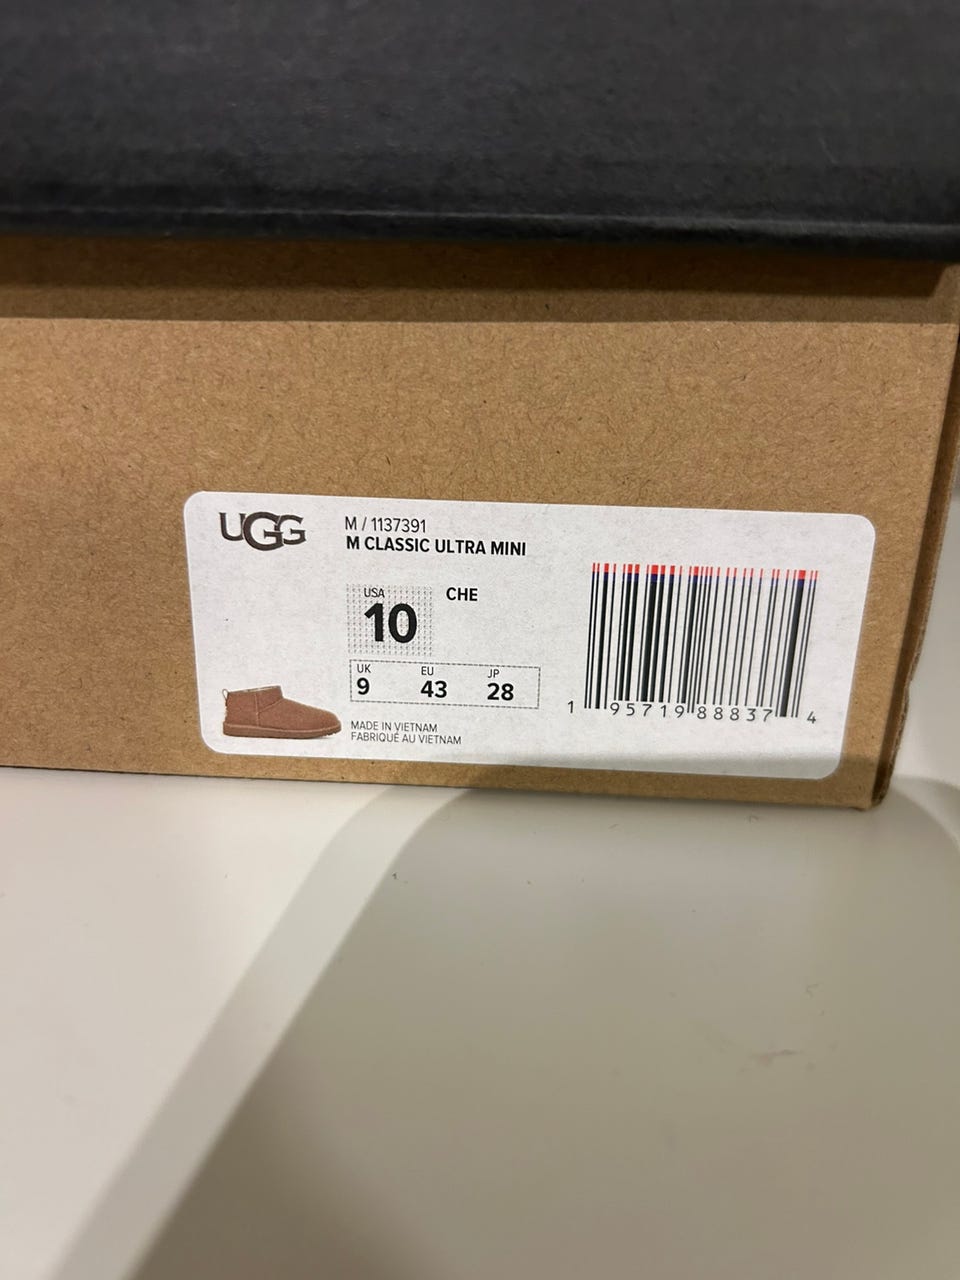 UGG
M / 1137391
M CLASSIC ULTRA MINI
USA
10
CHE
UK EU JP
9 43 28
MADE IN VIETNAM
FABRIQUÉ AU VIETNAM
1 95719 88837 4